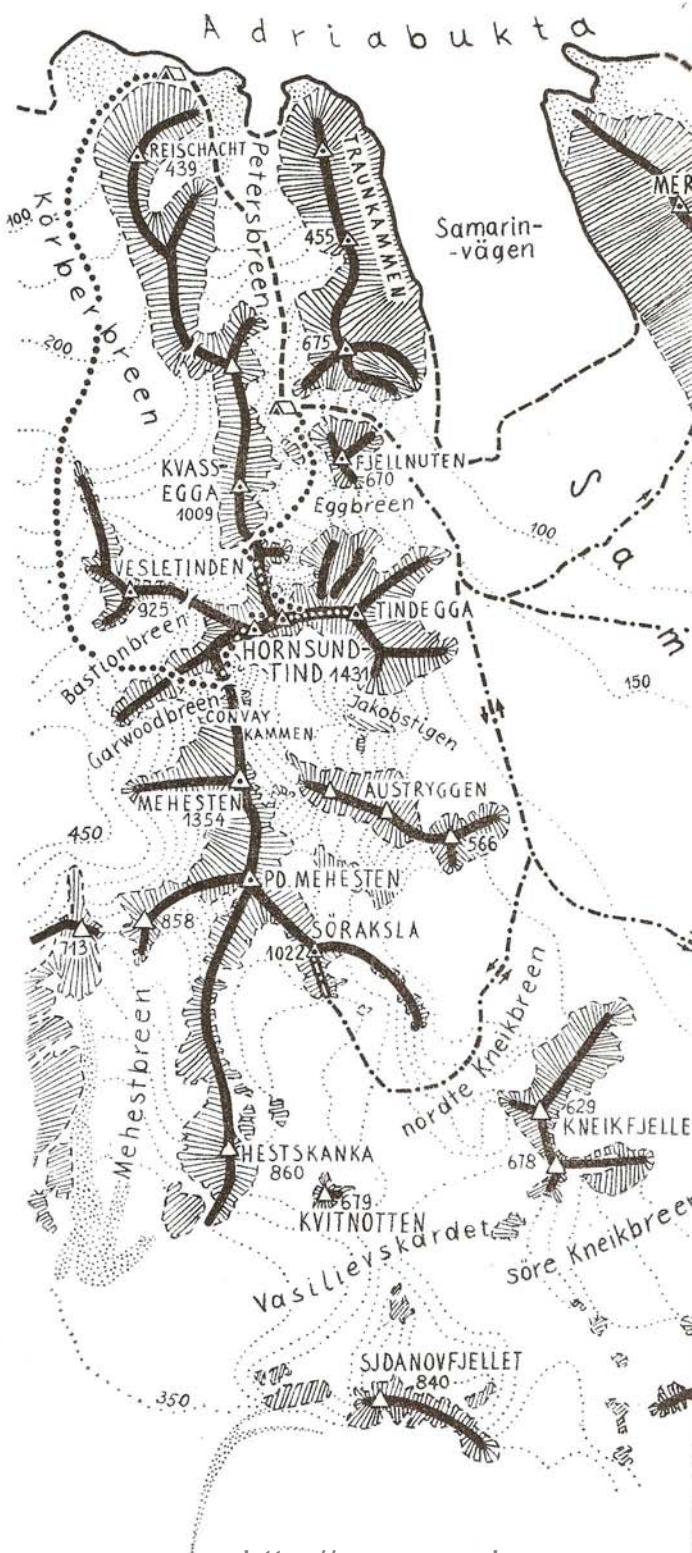 Adriabukta
REISCHACHT
439
Petersbreen
TRAUNKAMMEN
MER
100
Körberbreen
455
Samarin-
-vägen
200
675
KVASS-
EGGA
1009
FJELLNUTEN
670
Eggbreen
S
a
m
100
VESLETINDEN
925
TINDEGGA
HORNSUND-
TIND 1431
Bastionbreen
Garwoodbreen
150
CONVAY
KAMMEN
Jakobstigen
MEHESTEN
1354
AUSTRYGGEN
566
450
PD. MEHESTEN
858
713
SÖRAKSLA
1022
Mehestbreen
nordte Kneikbreen
629
KNEIKFJELLE
678
HESTSKANKA
860
679
KVITNOTTEN
Vasilievskardet
söre Kneikbreen
350
SJDANOVFJELLET
840